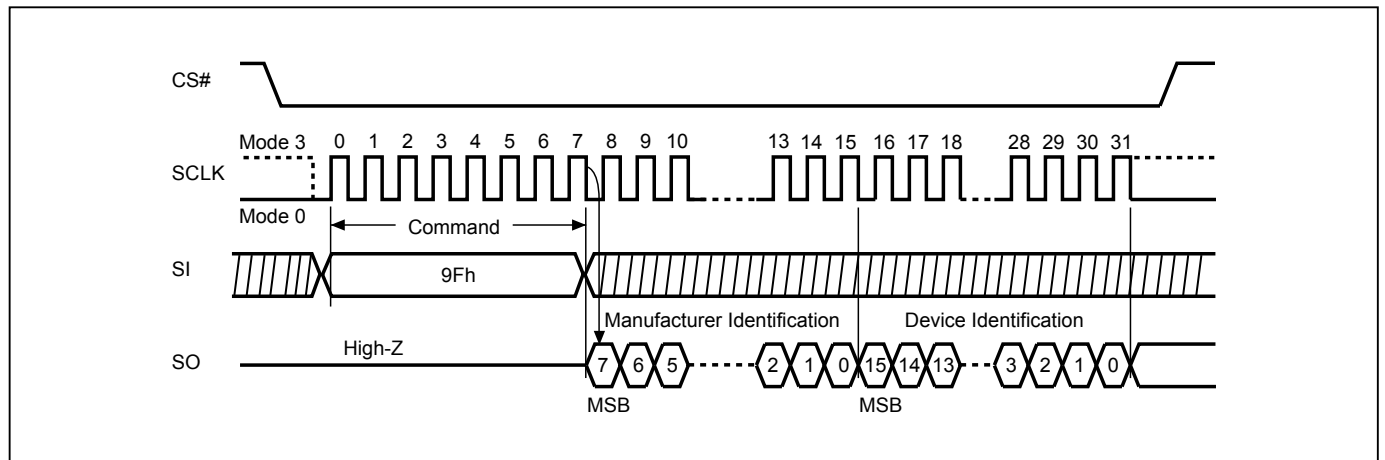 CS#
Mode 3 0 1 2 3 4 5 6 7 8 9 10 13 14 15 16 17 18 28 29 30 31
SCLK
Mode 0
Command
SI 9Fh
Manufacturer Identification Device Identification
High-Z
SO 7 6 5 2 1 0 15 14 13 3 2 1 0
MSB MSB